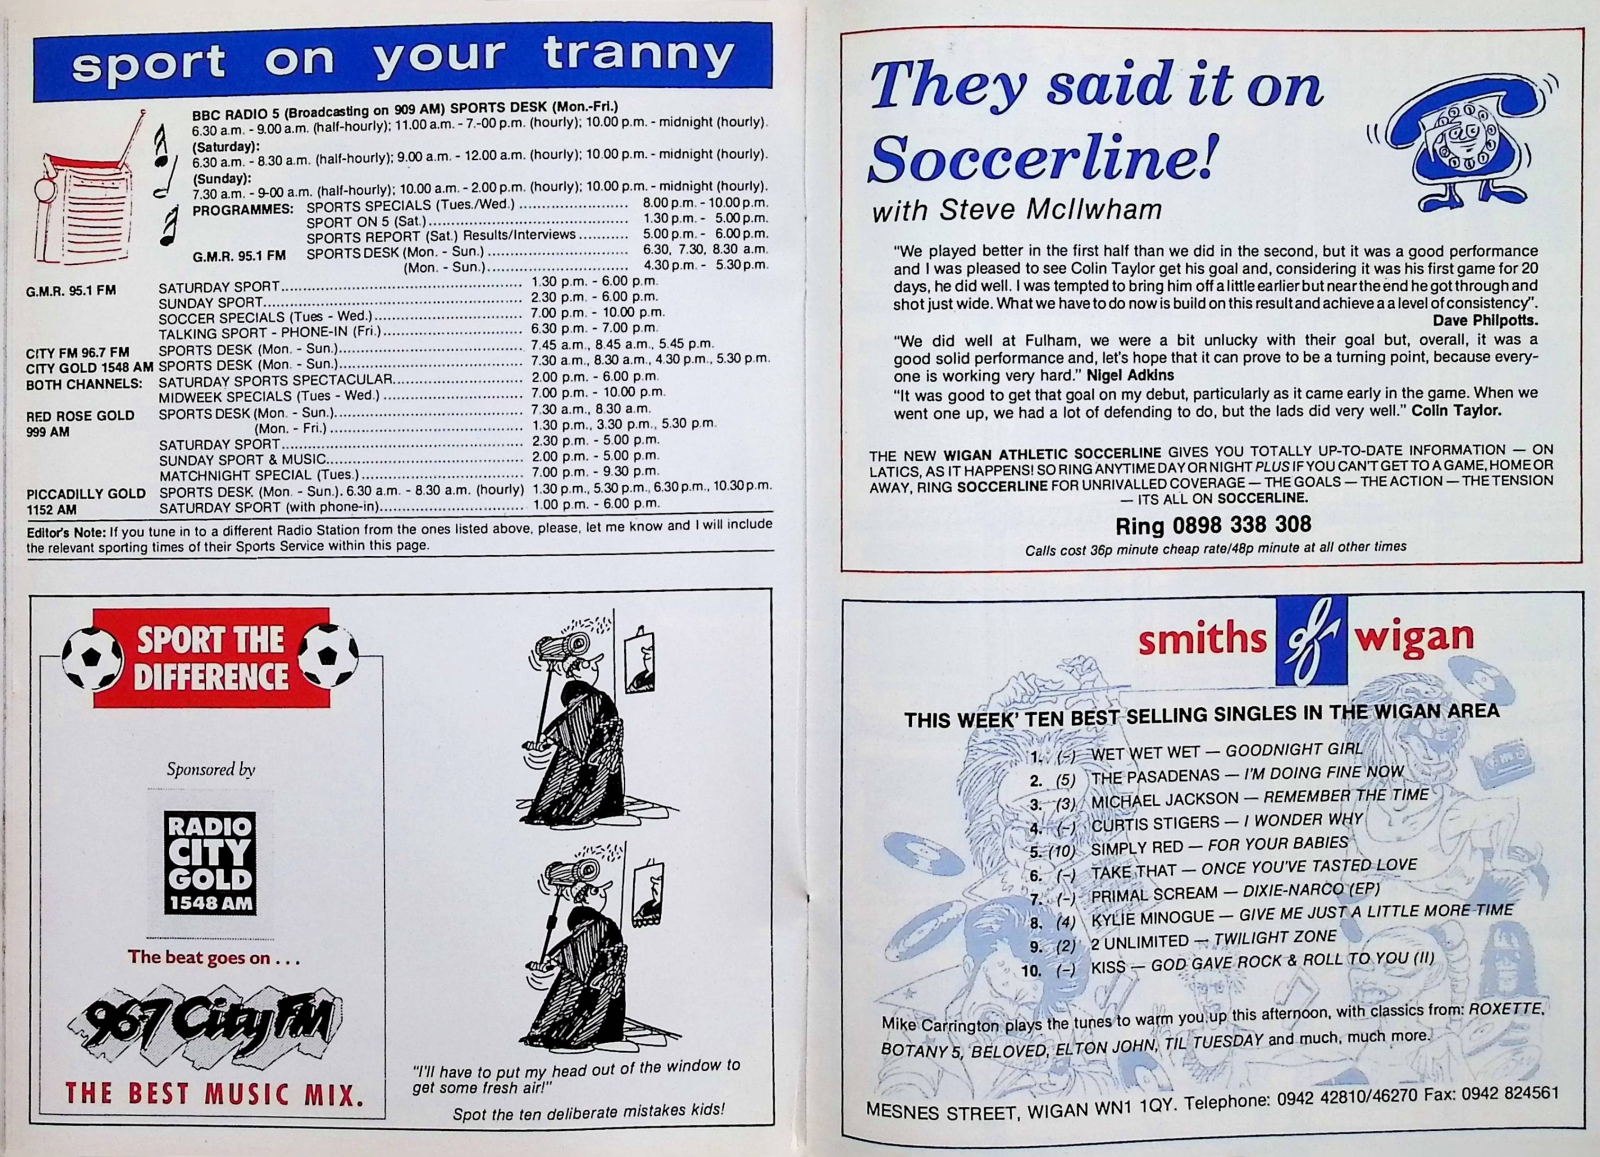 sport on your tranny
BBC RADIO 5 (Broadcasting on 909 AM) SPORTS DESK (Mon.-Fri.)
6.30 a.m. - 9.00 a.m. (half-hourly); 11.00 a.m. - 7.-00 p.m. (hourly); 10.00 p.m. - midnight (hourly).
(Saturday):
6.30 a.m. - 8.30 a.m. (half-hourly); 9.00 a.m. - 12.00 a.m. (hourly); 10.00 p.m. - midnight (hourly).
(Sunday):
7.30 a.m. - 9-00 a.m. (half-hourly); 10.00 a.m. - 2.00 p.m. (hourly); 10.00 p.m. - midnight (hourly).
PROGRAMMES: SPORTS SPECIALS (Tues./Wed.) ............................ 8.00 p.m. - 10.00 p.m.
SPORT ON 5 (Sat.) .................................................. 1.30 p.m. - 5.00 p.m.
SPORTS REPORT (Sat.) Results/Interviews ........... 5.00 p.m. - 6.00 p.m.
G.M.R. 95.1 FM SPORTS DESK (Mon. - Sun.) .................................. 6.30, 7.30, 8.30 a.m.
(Mon. - Sun.) .................................. 4.30 p.m. - 5.30 p.m.
G.M.R. 95.1 FM SATURDAY SPORT ............................................................ 1.30 p.m. - 6.00 p.m.
SUNDAY SPORT ................................................................ 2.30 p.m. - 6.00 p.m.
SOCCER SPECIALS (Tues - Wed.) ..................................... 7.00 p.m. - 10.00 p.m.
TALKING SPORT - PHONE-IN (Fri.) ................................... 6.30 p.m. - 7.00 p.m.
CITY FM 96.7 FM SPORTS DESK (Mon. - Sun.) ............................................. 7.45 a.m., 8.45 a.m., 5.45 p.m.
CITY GOLD 1548 AM SPORTS DESK (Mon. - Sun.) ............................................. 7.30 a.m., 8.30 a.m., 4.30 p.m., 5.30 p.m.
BOTH CHANNELS: SATURDAY SPORTS SPECTACULAR ................................ 2.00 p.m. - 6.00 p.m.
MIDWEEK SPECIALS (Tues - Wed.) ................................... 7.00 p.m. - 10.00 p.m.
RED ROSE GOLD SPORTS DESK (Mon. - Sun.) .............................................. 7.30 a.m., 8.30 a.m.
999 AM (Mon. - Fri.) ................................................ 1.30 p.m., 3.30 p.m., 5.30 p.m.
SATURDAY SPORT ............................................................ 2.30 p.m. - 5.00 p.m.
SUNDAY SPORT & MUSIC ................................................. 2.00 p.m. - 5.00 p.m.
MATCHNIGHT SPECIAL (Tues.) ........................................ 7.00 p.m. - 9.30 p.m.
PICCADILLY GOLD SPORTS DESK (Mon. - Sun.). 6.30 a.m. - 8.30 a.m. (hourly) 1.30 p.m., 5.30 p.m., 6.30 p.m., 10.30 p.m.
1152 AM SATURDAY SPORT (with phone-in) .................................... 1.00 p.m. - 6.00 p.m.
Editor's Note: If you tune in to a different Radio Station from the ones listed above, please, let me know and I will include
the relevant sporting times of their Sports Service within this page.
SPORT THE
DIFFERENCE
Sponsored by
RADIO
CITY
GOLD
1548 AM
The beat goes on . . .
967 City FM
THE BEST MUSIC MIX.
"I'll have to put my head out of the window to
get some fresh air!"
Spot the ten deliberate mistakes kids!
They said it on
Soccerline!
with Steve McIlwham
"We played better in the first half than we did in the second, but it was a good performance
and I was pleased to see Colin Taylor get his goal and, considering it was his first game for 20
days, he did well. I was tempted to bring him off a little earlier but near the end he got through and
shot just wide. What we have to do now is build on this result and achieve a a level of consistency".
Dave Philpotts.
"We did well at Fulham, we were a bit unlucky with their goal but, overall, it was a
good solid performance and, let's hope that it can prove to be a turning point, because every-
one is working very hard." Nigel Adkins
"It was good to get that goal on my debut, particularly as it came early in the game. When we
went one up, we had a lot of defending to do, but the lads did very well." Colin Taylor.
THE NEW WIGAN ATHLETIC SOCCERLINE GIVES YOU TOTALLY UP-TO-DATE INFORMATION — ON
LATICS, AS IT HAPPENS! SO RING ANYTIME DAY OR NIGHT PLUS IF YOU CAN'T GET TO A GAME, HOME OR
AWAY, RING SOCCERLINE FOR UNRIVALLED COVERAGE — THE GOALS — THE ACTION — THE TENSION
— ITS ALL ON SOCCERLINE.
Ring 0898 338 308
Calls cost 36p minute cheap rate/48p minute at all other times
smiths of wigan
THIS WEEK' TEN BEST SELLING SINGLES IN THE WIGAN AREA
1. (-) WET WET WET — GOODNIGHT GIRL
2. (5) THE PASADENAS — I'M DOING FINE NOW
3. (3) MICHAEL JACKSON — REMEMBER THE TIME
4. (-) CURTIS STIGERS — I WONDER WHY
5. (10) SIMPLY RED — FOR YOUR BABIES
6. (-) TAKE THAT — ONCE YOU'VE TASTED LOVE
7. (-) PRIMAL SCREAM — DIXIE-NARCO (EP)
8. (4) KYLIE MINOGUE — GIVE ME JUST A LITTLE MORE TIME
9. (2) 2 UNLIMITED — TWILIGHT ZONE
10. (-) KISS — GOD GAVE ROCK & ROLL TO YOU (II)
Mike Carrington plays the tunes to warm you up this afternoon, with classics from: ROXETTE,
BOTANY 5, BELOVED, ELTON JOHN, TIL TUESDAY and much, much more.
MESNES STREET, WIGAN WN1 1QY. Telephone: 0942 42810/46270 Fax: 0942 824561